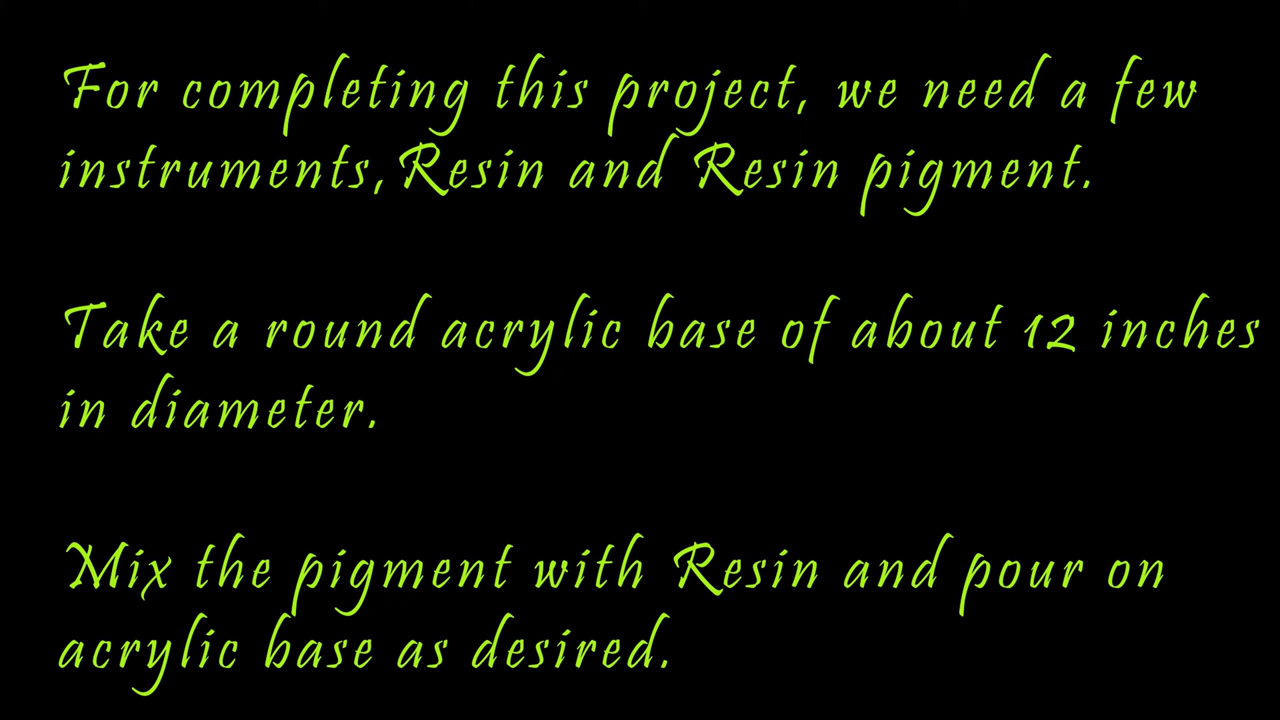 For completing this project, we need a few
instruments,Resin and Resin pigment.
Take a round acrylic base of about 12 inches
in diameter.
Mix the pigment with Resin and pour on
acrylic base as desired.